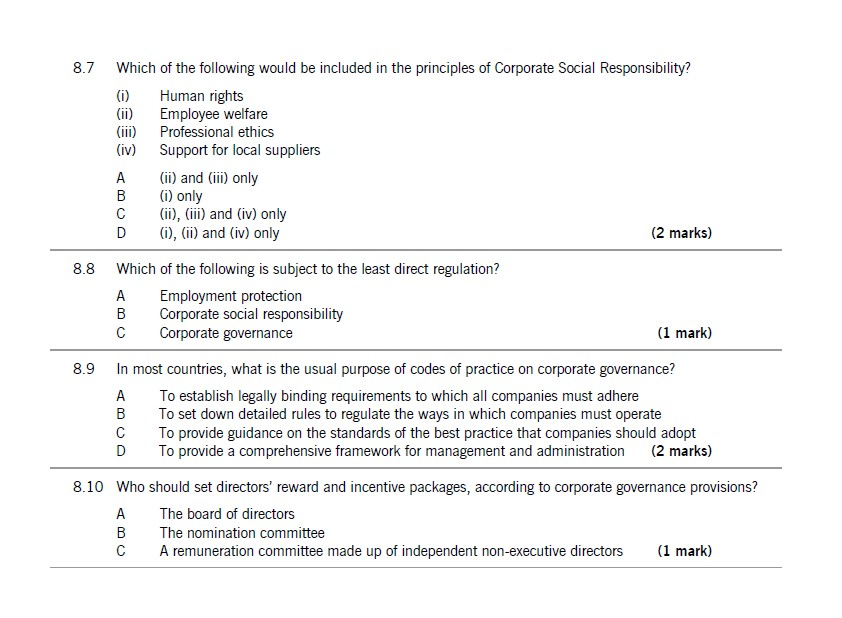 8.7 Which of the following would be included in the principles of Corporate Social Responsibility?
(i) Human rights
(ii) Employee welfare
(iii) Professional ethics
(iv) Support for local suppliers
A (ii) and (iii) only
B (i) only
C (ii), (iii) and (iv) only
D (i), (ii) and (iv) only (2 marks)
8.8 Which of the following is subject to the least direct regulation?
A Employment protection
B Corporate social responsibility
C Corporate governance (1 mark)
8.9 In most countries, what is the usual purpose of codes of practice on corporate governance?
A To establish legally binding requirements to which all companies must adhere
B To set down detailed rules to regulate the ways in which companies must operate
C To provide guidance on the standards of the best practice that companies should adopt
D To provide a comprehensive framework for management and administration (2 marks)
8.10 Who should set directors' reward and incentive packages, according to corporate governance provisions?
A The board of directors
B The nomination committee
C A remuneration committee made up of independent non-executive directors (1 mark)